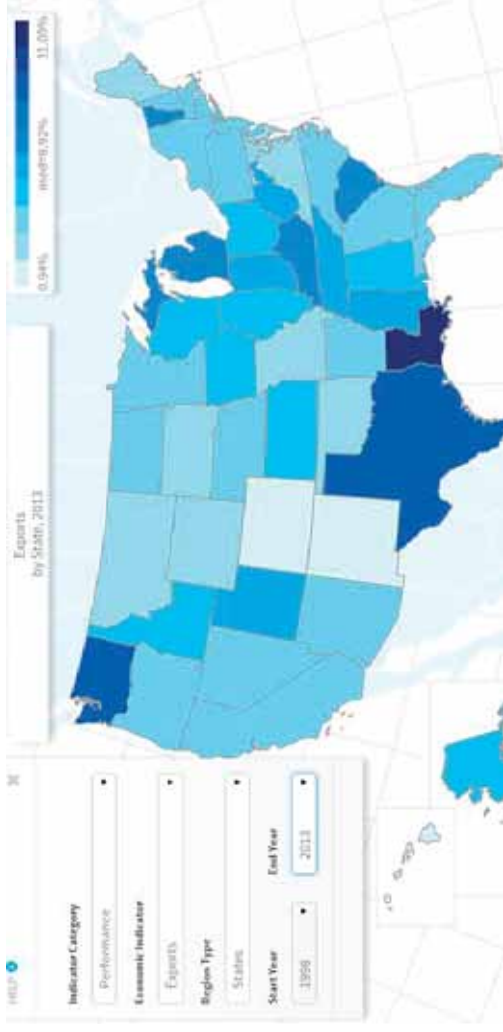 HELP
Indicator Category
Performance
Economic Indicator
Exports
Region Type
States
Start Year
End Year
1998
2013
Exports
by State, 2013
0.94%
11.09%